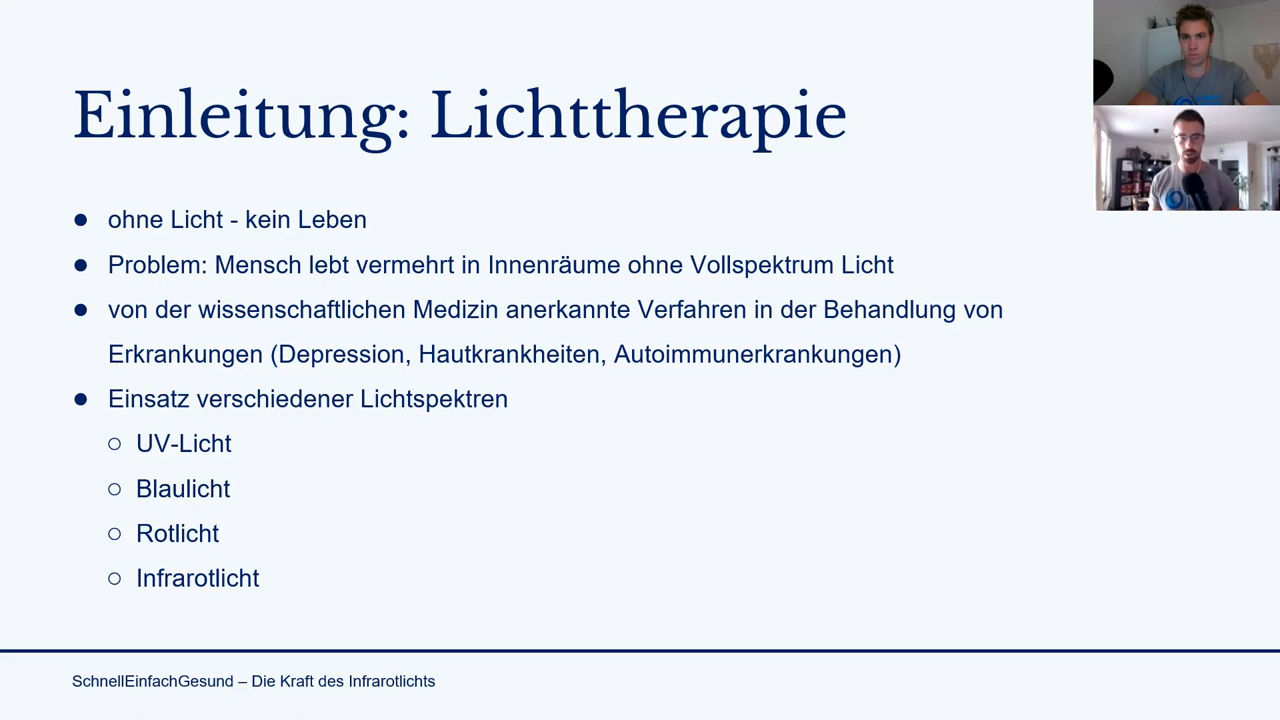 Einleitung: Lichttherapie
● ohne Licht - kein Leben
● Problem: Mensch lebt vermehrt in Innenräume ohne Vollspektrum Licht
● von der wissenschaftlichen Medizin anerkannte Verfahren in der Behandlung von
Erkrankungen (Depression, Hautkrankheiten, Autoimmunerkrankungen)
● Einsatz verschiedener Lichtspektren
○ UV-Licht
○ Blaulicht
○ Rotlicht
○ Infrarotlicht
SchnellEinfachGesund – Die Kraft des Infrarotlichts